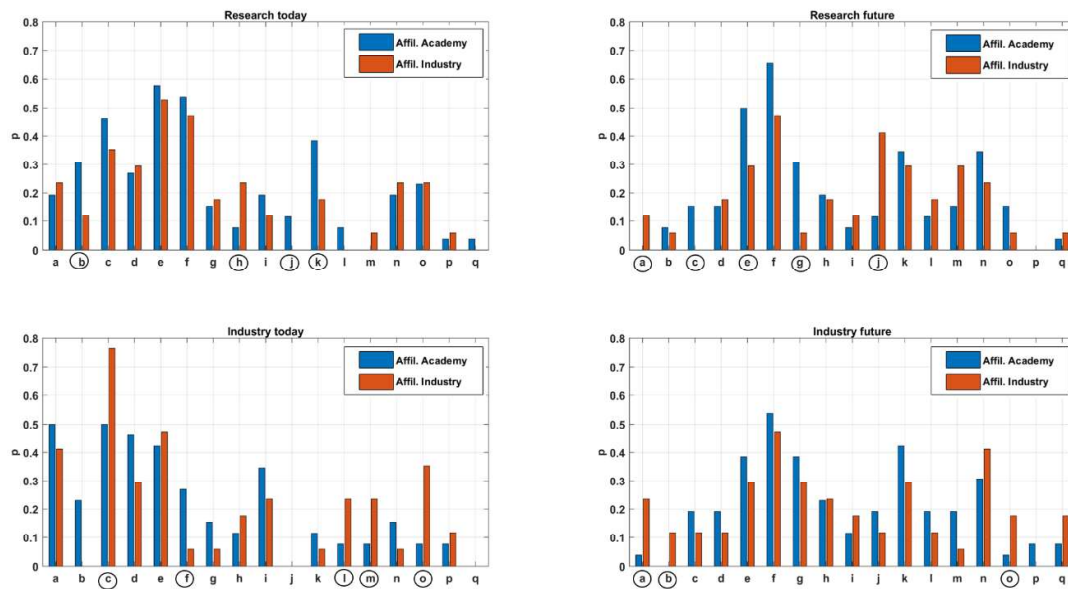 Research today
0.8
0.7
0.6
0.5
0.4
0.3
0.2
0.1
0
p
Affil. Academy
Affil. Industry
a b c d e f g h i j k l m n o p q
Research future
0.8
0.7
0.6
0.5
0.4
0.3
0.2
0.1
0
p
Affil. Academy
Affil. Industry
a b c d e f g h i j k l m n o p q
Industry today
0.8
0.7
0.6
0.5
0.4
0.3
0.2
0.1
0
p
Affil. Academy
Affil. Industry
a b c d e f g h i j k l m n o p q
Industry future
0.8
0.7
0.6
0.5
0.4
0.3
0.2
0.1
0
p
Affil. Academy
Affil. Industry
a b c d e f g h i j k l m n o p q